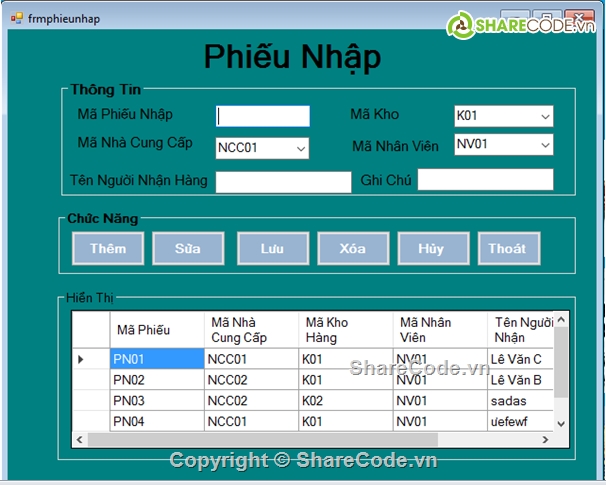 frmphieunhap
SHARECODE.vn
Phiếu Nhập
Thông Tin
Mã Phiếu Nhập Mã Kho K01
Mã Nhà Cung Cấp NCC01 Mã Nhân Viên NV01
Tên Người Nhận Hàng Ghi Chú
Chức Năng
Thêm Sửa Lưu Xóa Hủy Thoát
Hiển Thị
Mã Phiếu Mã Nhà Cung Cấp Mã Kho Hàng Mã Nhân Viên Tên Người Nhận
PN01 NCC01 K01 NV01 Lê Văn C
ShareCode.vn
PN02 NCC02 K01 NV01 Lê Văn B
PN03 NCC02 K02 NV02 sadas
PN04 NCC01 K01 NV01 ưefewf
Copyright © ShareCode.vn